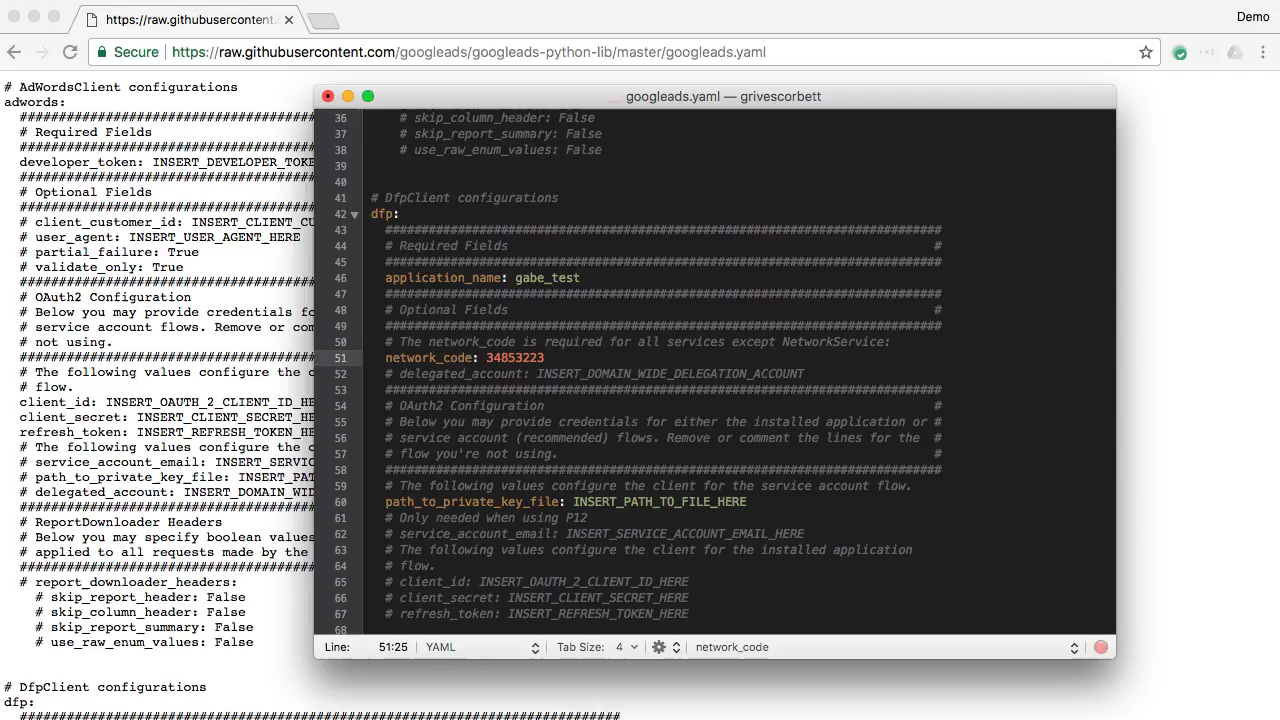 https://raw.githubusercontent.
Demo
Secure
https://raw.githubusercontent.com/googleads/googleads-python-lib/master/googleads.yaml
# AdWordsClient configurations
adwords:
#########################################
# Required Fields
#########################################
developer_token: INSERT_DEVELOPER_TOKE
#########################################
# Optional Fields
#########################################
# client_customer_id: INSERT_CLIENT_CU
# user_agent: INSERT_USER_AGENT_HERE
# partial_failure: True
# validate_only: True
#########################################
# OAuth2 Configuration
# Below you may provide credentials fo
# service account flows. Remove or com
# not using.
#########################################
# The following values configure the c
# flow.
client_id: INSERT_OAUTH_2_CLIENT_ID_HE
client_secret: INSERT_CLIENT_SECRET_HE
refresh_token: INSERT_REFRESH_TOKEN_HE
# The following values configure the c
# service_account_email: INSERT_SERVIC
# path_to_private_key_file: INSERT_PAT
# delegated_account: INSERT_DOMAIN_WID
#########################################
# ReportDownloader Headers
# Below you may specify boolean values
# applied to all requests made by the
#########################################
# report_downloader_headers:
# skip_report_header: False
# skip_column_header: False
# skip_report_summary: False
# use_raw_enum_values: False
# DfpClient configurations
dfp:
#############################################################################
googleads.yaml — grivescorbett
36 # skip_column_header: False
37 # skip_report_summary: False
38 # use_raw_enum_values: False
39
40
41 # DfpClient configurations
42 dfp:
43 #############################################################################
44 # Required Fields #
45 #############################################################################
46 application_name: gabe_test
47 #############################################################################
48 # Optional Fields #
49 #############################################################################
50 # The network_code is required for all services except NetworkService:
51 network_code: 34853223
52 # delegated_account: INSERT_DOMAIN_WIDE_DELEGATION_ACCOUNT
53 #############################################################################
54 # OAuth2 Configuration #
55 # Below you may provide credentials for either the installed application or #
56 # service account (recommended) flows. Remove or comment the lines for the #
57 # flow you're not using. #
58 #############################################################################
59 # The following values configure the client for the service account flow.
60 path_to_private_key_file: INSERT_PATH_TO_FILE_HERE
61 # Only needed when using P12
62 # service_account_email: INSERT_SERVICE_ACCOUNT_EMAIL_HERE
63 # The following values configure the client for the installed application
64 # flow.
65 # client_id: INSERT_OAUTH_2_CLIENT_ID_HERE
66 # client_secret: INSERT_CLIENT_SECRET_HERE
67 # refresh_token: INSERT_REFRESH_TOKEN_HERE
68
Line: 51:25 YAML Tab Size: 4 network_code